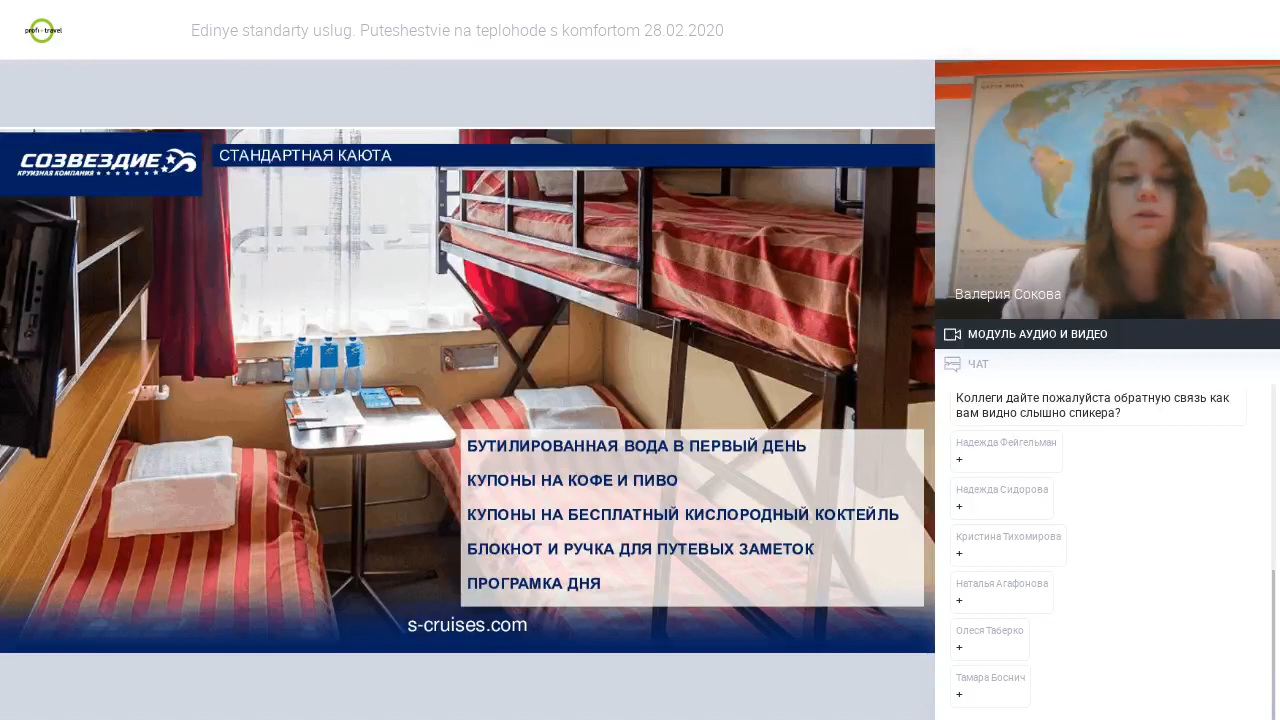 profi travel
Edinye standarty uslug. Puteshestvie na teplohode s komfortom 28.02.2020
СОЗВЕЗДИЕ
КРУИЗНАЯ КОМПАНИЯ
СТАНДАРТНАЯ КАЮТА
БУТИЛИРОВАННАЯ ВОДА В ПЕРВЫЙ ДЕНЬ
КУПОНЫ НА КОФЕ И ПИВО
КУПОНЫ НА БЕСПЛАТНЫЙ КИСЛОРОДНЫЙ КОКТЕЙЛЬ
БЛОКНОТ И РУЧКА ДЛЯ ПУТЕВЫХ ЗАМЕТОК
ПРОГРАМКА ДНЯ
s-cruises.com
Валерия Сокова
МОДУЛЬ АУДИО И ВИДЕО
ЧАТ
Коллеги дайте пожалуйста обратную связь как
вам видно слышно спикера?
Надежда Фейгельман
+
Надежда Сидорова
+
Кристина Тихомирова
+
Наталья Агафонова
+
Олеся Таберко
+
Тамара Боснич
+